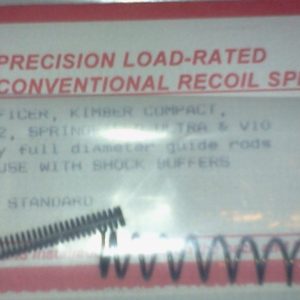 PRECISION LOAD-RATED
CONVENTIONAL RECOIL SP
FICER, KIMBER COMPACT,
ULTRA & V10
full diameter guide rods
USE WITH SHOCK BUFFERS
STANDARD